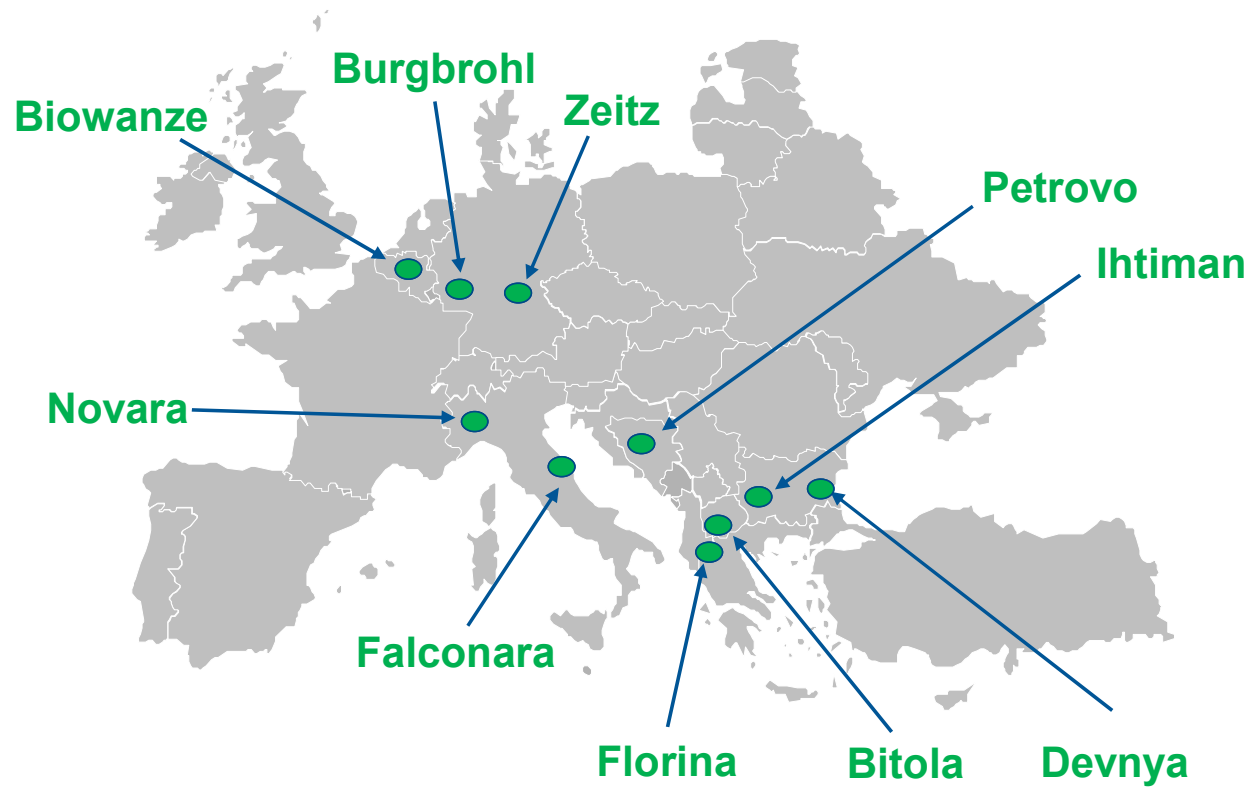 Burgbrohl
Biowanze
Zeitz
Petrovo
Ihtiman
Novara
Falconara
Florina
Bitola
Devnya